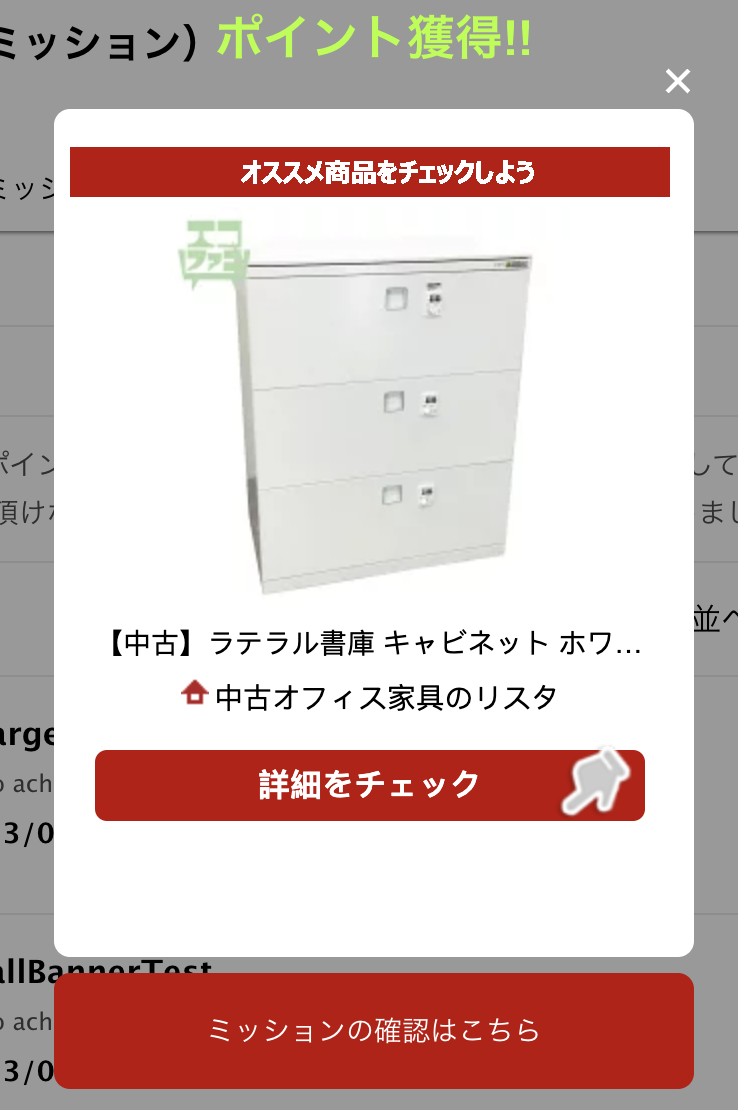 ミッション) ポイント獲得!!
×
オススメ商品をチェックしよう
ミッシ
エコ
ファミ
ポイン
して
頂け
まし
【中古】ラテラル書庫 キャビネット ホワ...
並べ
中古オフィス家具のリスタ
arge
詳細をチェック
o ach
3/0
allBannerTest
o ach
ミッションの確認はこちら
3/0